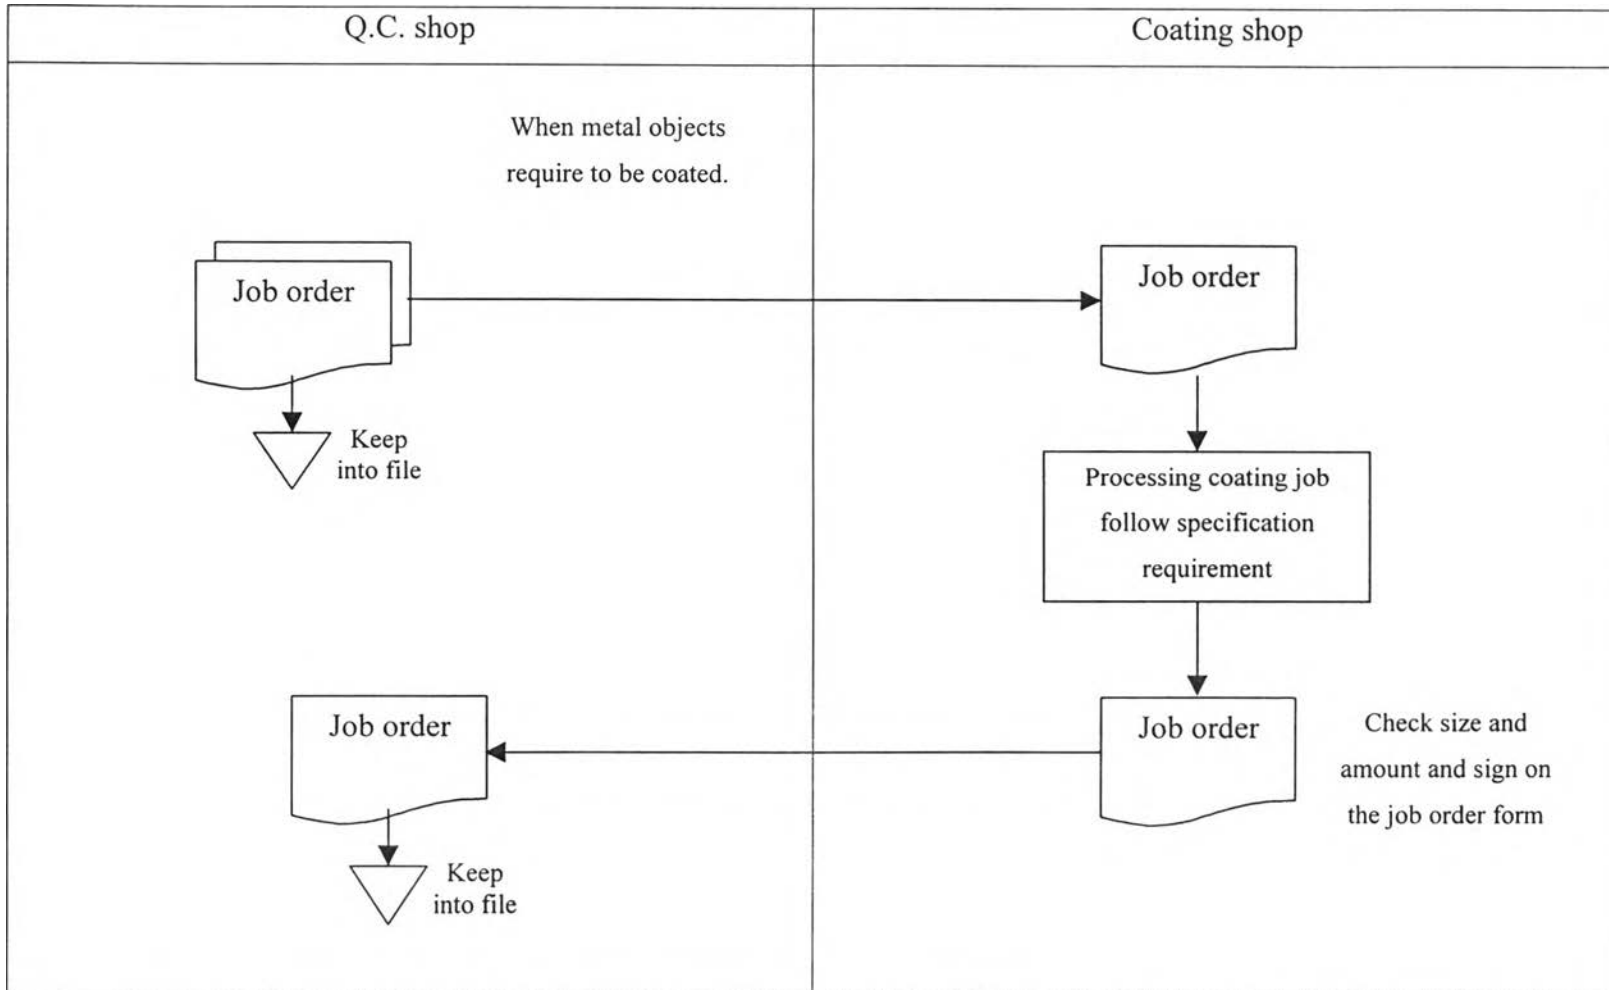 Q.C. shop
Coating shop
When metal objects
require to be coated.
Job order
Job order
Keep
into file
Processing coating job
follow specification
requirement
Job order
Job order
Check size and
amount and sign on
the job order form
Keep
into file